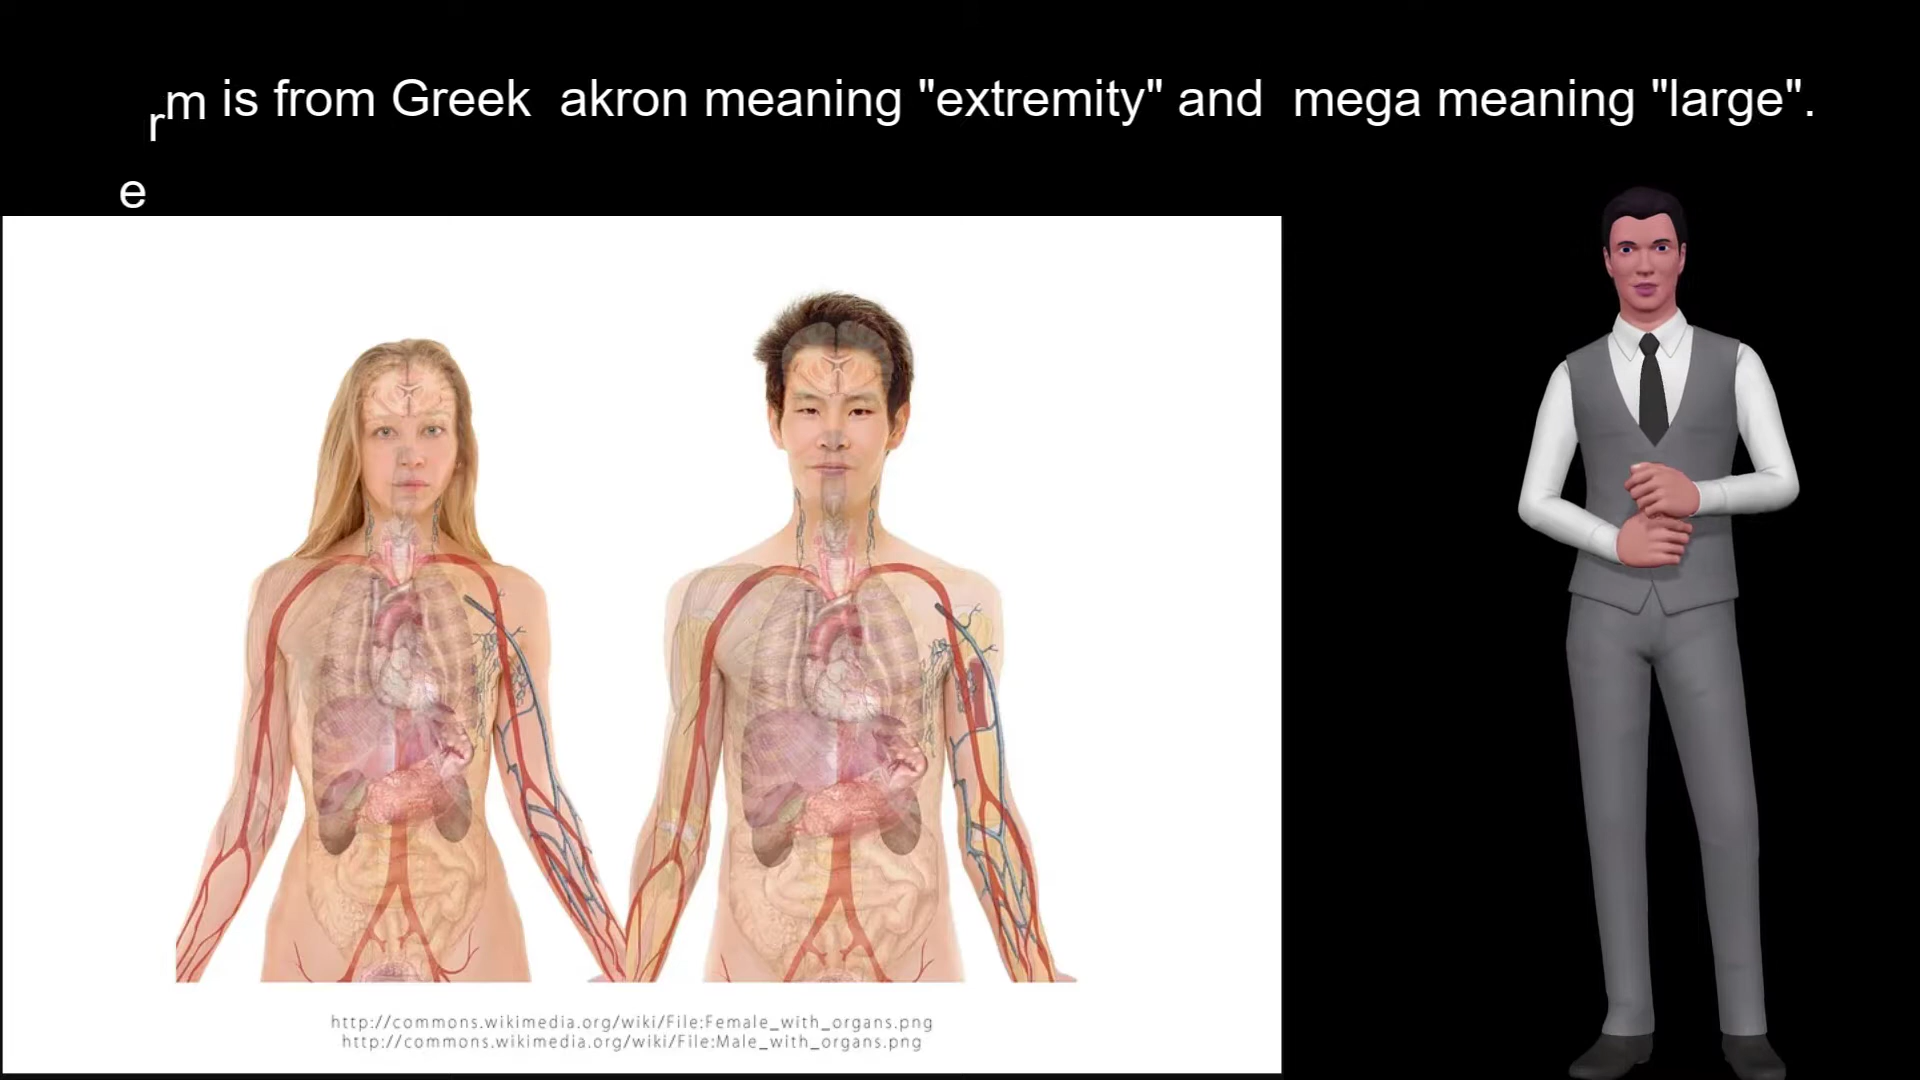 erm is from Greek  akron meaning "extremity" and  mega meaning "large".
http://commons.wikimedia.org/wiki/File:Female_with_organs.png
http://commons.wikimedia.org/wiki/File:Male_with_organs.png